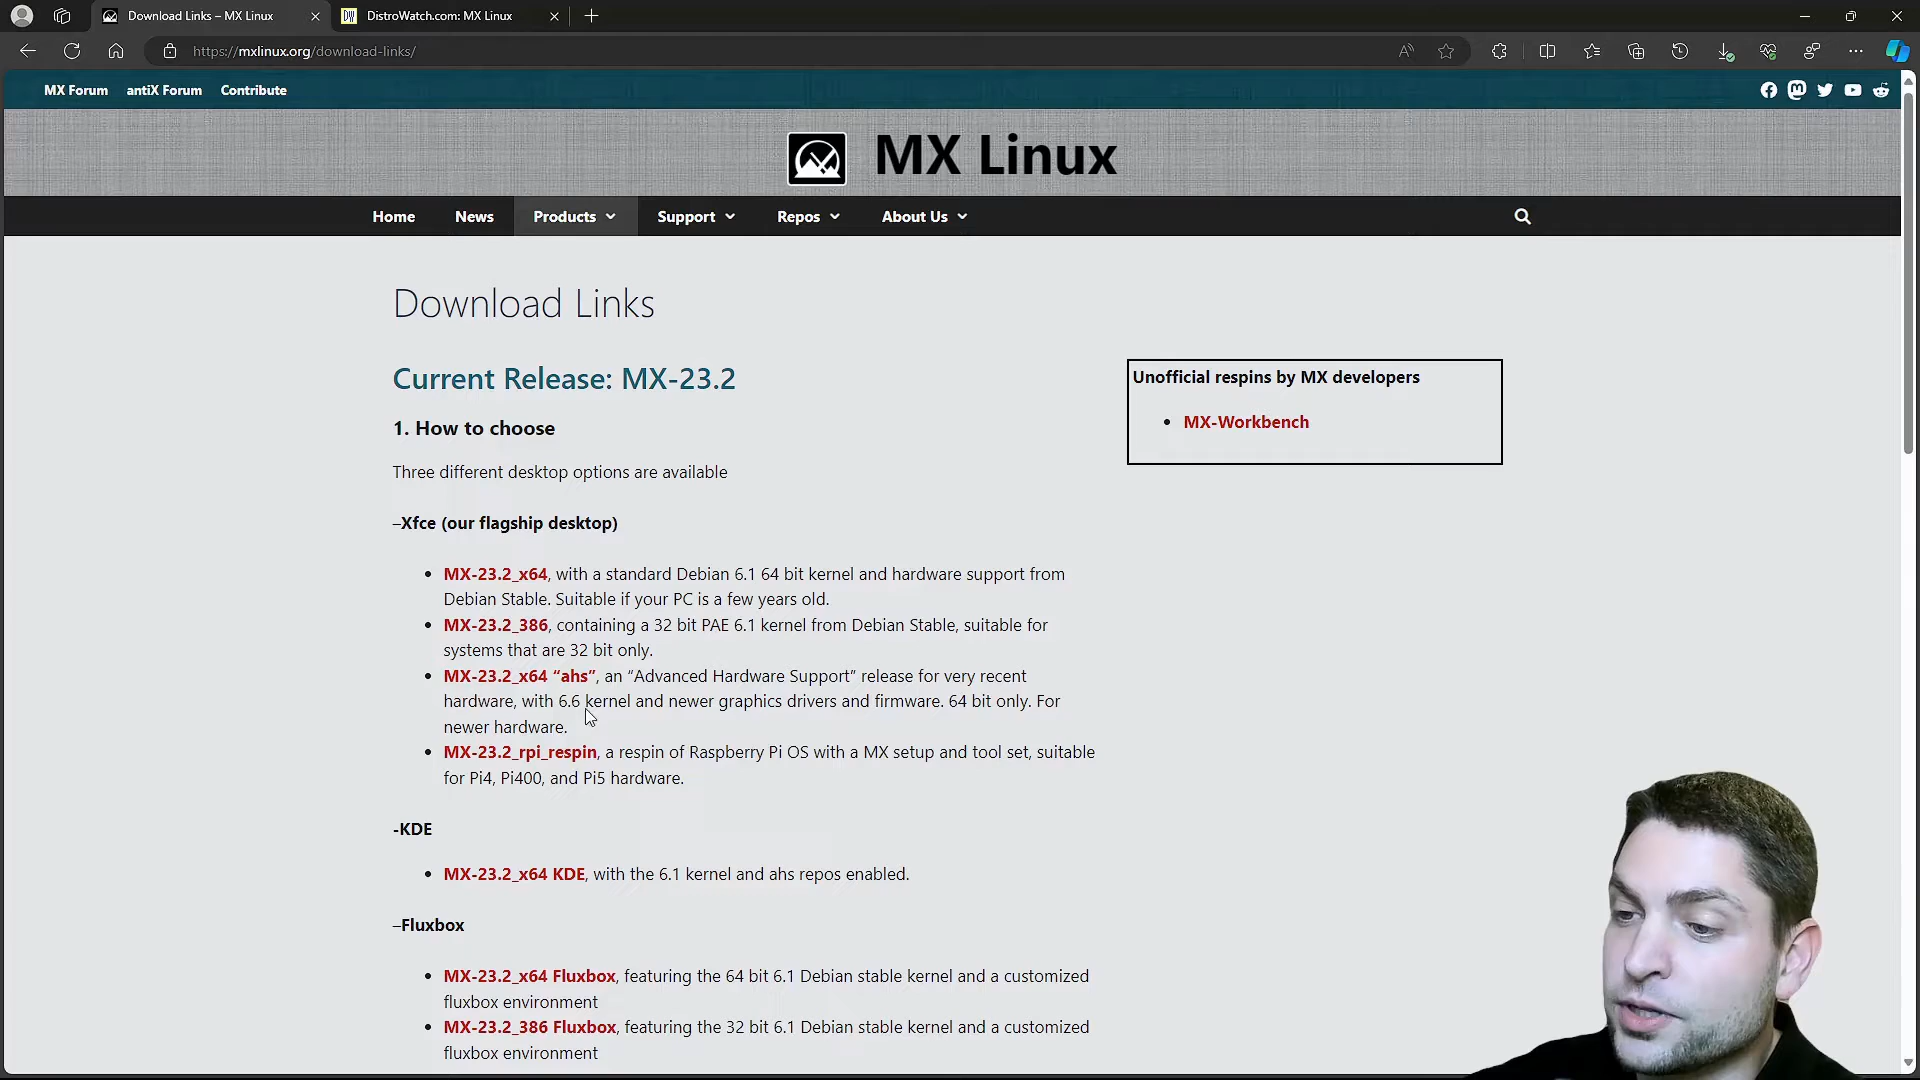 Download Links – MX Linux
DistroWatch.com: MX Linux
https://mxlinux.org/download-links/
MX Forum antiX Forum Contribute
MX Linux
Home News Products Support Repos About Us
Download Links
Current Release: MX-23.2
1. How to choose
Three different desktop options are available
–Xfce (our flagship desktop)
• MX-23.2_x64, with a standard Debian 6.1 64 bit kernel and hardware support from
Debian Stable. Suitable if your PC is a few years old.
• MX-23.2_386, containing a 32 bit PAE 6.1 kernel from Debian Stable, suitable for
systems that are 32 bit only.
• MX-23.2_x64 “ahs”, an “Advanced Hardware Support” release for very recent
hardware, with 6.6 kernel and newer graphics drivers and firmware. 64 bit only. For
newer hardware.
• MX-23.2_rpi_respin, a respin of Raspberry Pi OS with a MX setup and tool set, suitable
for Pi4, Pi400, and Pi5 hardware.
-KDE
• MX-23.2_x64 KDE, with the 6.1 kernel and ahs repos enabled.
–Fluxbox
• MX-23.2_x64 Fluxbox, featuring the 64 bit 6.1 Debian stable kernel and a customized
fluxbox environment
• MX-23.2_386 Fluxbox, featuring the 32 bit 6.1 Debian stable kernel and a customized
fluxbox environment
Unofficial respins by MX developers
• MX-Workbench